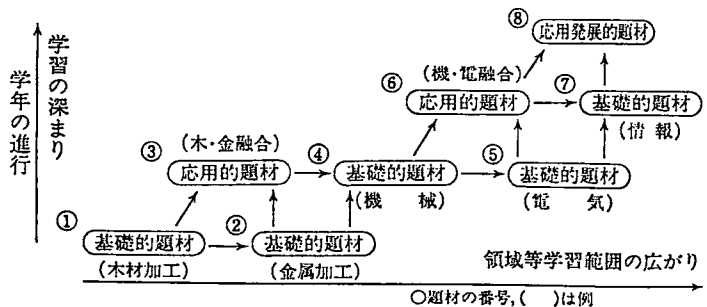 ⑧
応用発展的題材
(機・電融合)
⑥
応用的題材
⑦
基礎的題材
(情 報)
(木・金融合)
③
応用的題材
④
基礎的題材
(機 械)
⑤
基礎的題材
(電 気)
①
基礎的題材
(木材加工)
②
基礎的題材
(金属加工)
学習の深まり
学年の進行
領域等学習範囲の広がり
○題材の番号,( )は例